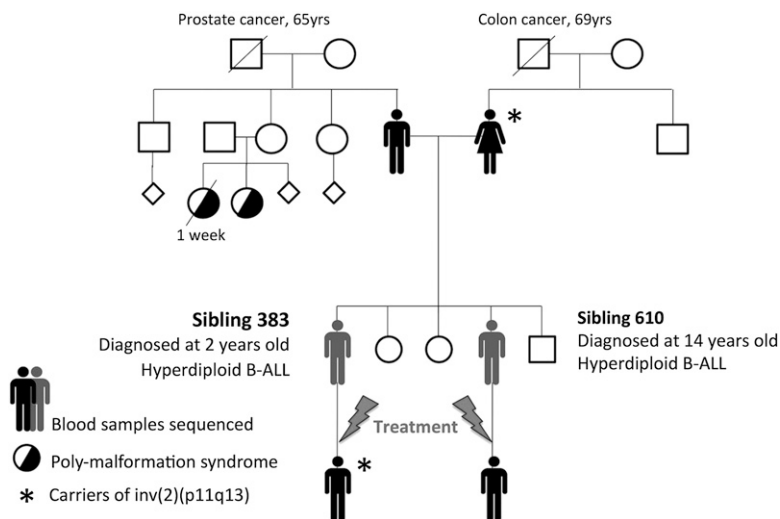 Prostate cancer, 65yrs
Colon cancer, 69yrs
*
1 week
Sibling 383
Diagnosed at 2 years old
Hyperdiploid B-ALL
Sibling 610
Diagnosed at 14 years old
Hyperdiploid B-ALL
Treatment
Blood samples sequenced
Poly-malformation syndrome
*
* Carriers of inv(2)(p11q13)